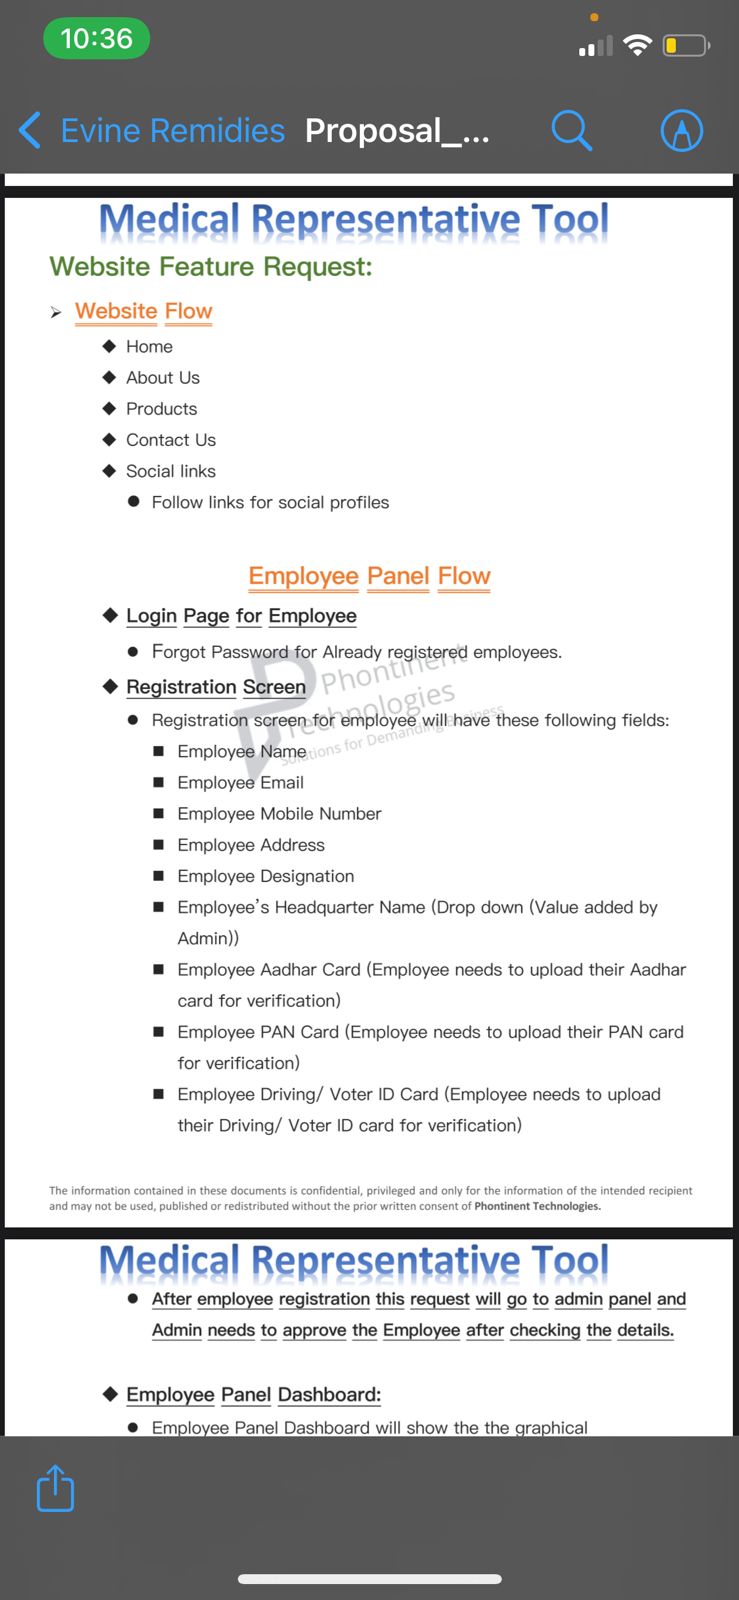 10:36
Evine Remidies Proposal_...
Medical Representative Tool
Website Feature Request:
➢ Website Flow
◆ Home
◆ About Us
◆ Products
◆ Contact Us
◆ Social links
● Follow links for social profiles
Employee Panel Flow
◆ Login Page for Employee
● Forgot Password for Already registered employees.
◆ Registration Screen
Phontinent
Technologies
Solutions for Demanding Business
● Registration screen for employee will have these following fields:
■ Employee Name
■ Employee Email
■ Employee Mobile Number
■ Employee Address
■ Employee Designation
■ Employee's Headquarter Name (Drop down (Value added by
Admin))
■ Employee Aadhar Card (Employee needs to upload their Aadhar
card for verification)
■ Employee PAN Card (Employee needs to upload their PAN card
for verification)
■ Employee Driving/ Voter ID Card (Employee needs to upload
their Driving/ Voter ID card for verification)
The information contained in these documents is confidential, privileged and only for the information of the intended recipient
and may not be used, published or redistributed without the prior written consent of Phontinent Technologies.
Medical Representative Tool
● After employee registration this request will go to admin panel and
Admin needs to approve the Employee after checking the details.
◆ Employee Panel Dashboard:
● Employee Panel Dashboard will show the the graphical